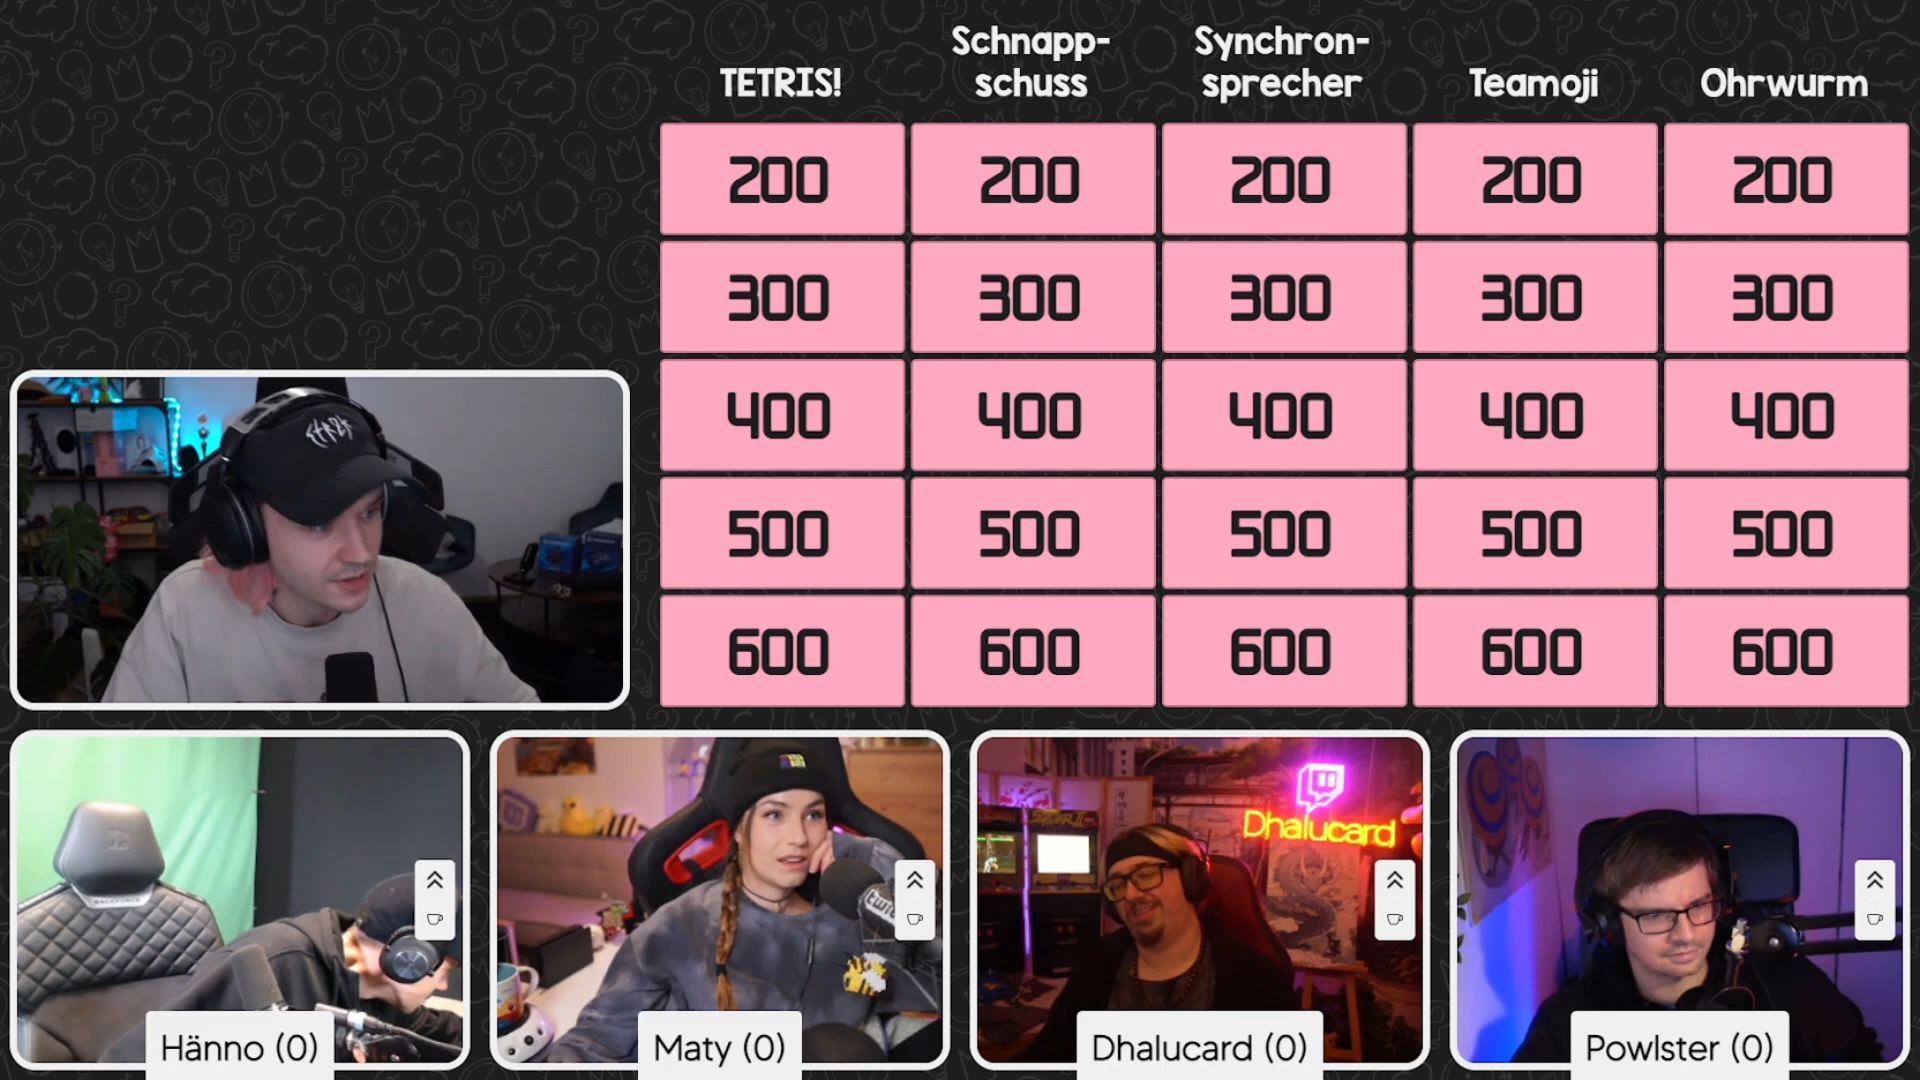 TETRIS!
Schnapp-
schuss
Synchron-
sprecher
Teamoji
Ohrwurm
200 200 200 200 200
300 300 300 300 300
400 400 400 400 400
500 500 500 500 500
600 600 600 600 600
Dhalucard
Hänno (0)
Maty (0)
Dhalucard (0)
Powlster (0)